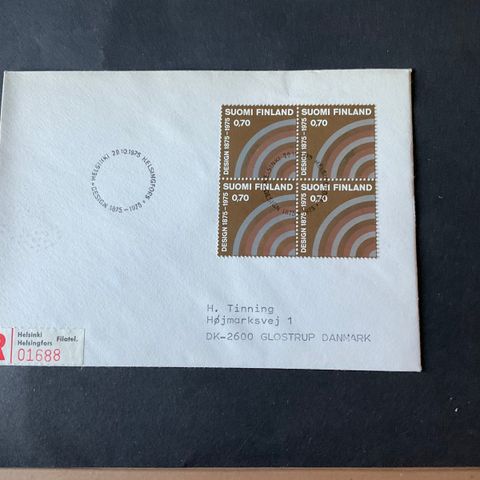 HELSINKI 29.10.1975 HELSINGFORS
* DESIGN 1875 - 1975 *
SUOMI FINLAND
0,70
DESIGN 1875-1975
SUOMI FINLAND
0,70
DESIGN 1875-1975
SUOMI FINLAND
0,70
DESIGN 1875-1975
SUOMI FINLAND
0,70
DESIGN 1875-1975
H. Tinning
Højmarksvej 1
DK-2600 GLOSTRUP DANMARK
R
Helsinki
Helsingfors Filatel.
01688